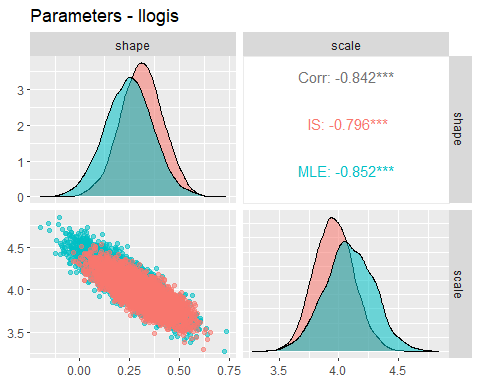 Parameters - llogis
shape
scale
3
2
1
0
Corr: -0.842***
IS: -0.796***
MLE: -0.852***
shape
4.5
4.0
3.5
scale
0.00
0.25
0.50
0.75
3.5
4.0
4.5